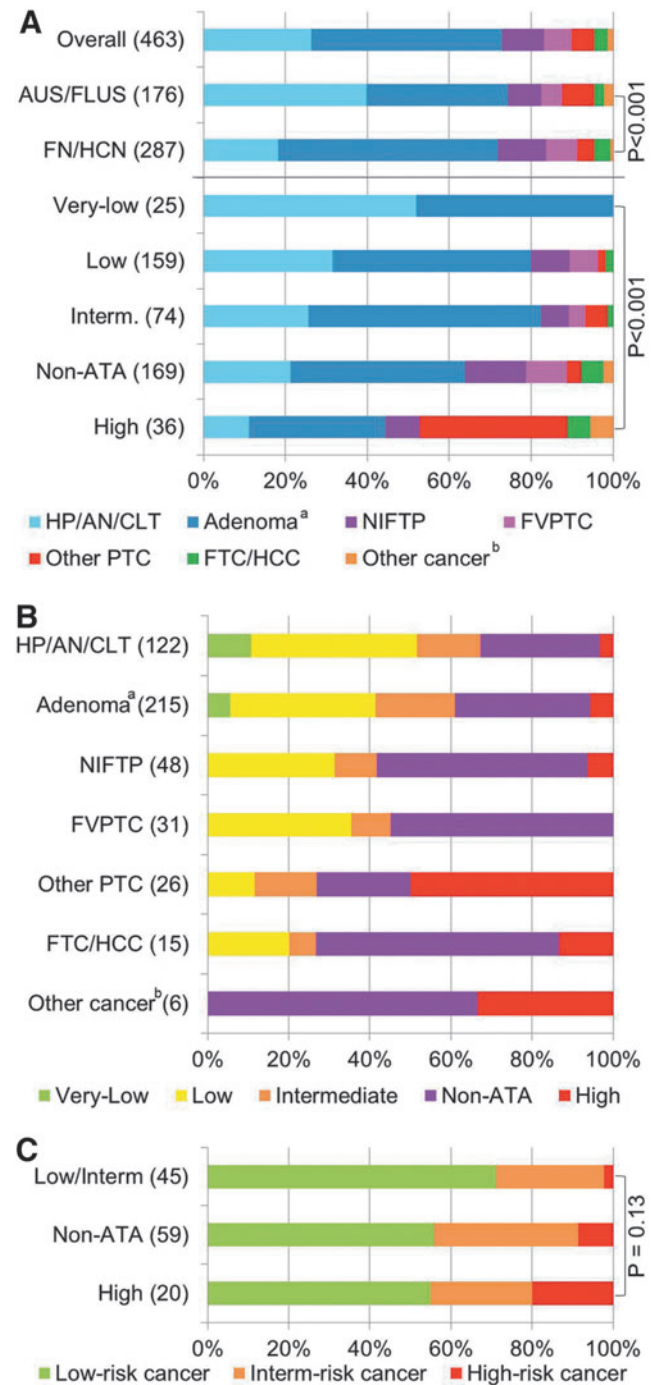 A
Overall (463)
AUS/FLUS (176)
FN/HCN (287)
P<0.001
Very-low (25)
Low (159)
Interm. (74)
Non-ATA (169)
High (36)
P<0.001
0% 20% 40% 60% 80% 100%
HP/AN/CLT Adenomaᵃ NIFTP FVPTC
Other PTC FTC/HCC Other cancerᵇ
B
HP/AN/CLT (122)
Adenomaᵃ (215)
NIFTP (48)
FVPTC (31)
Other PTC (26)
FTC/HCC (15)
Other cancerᵇ (6)
0% 20% 40% 60% 80% 100%
Very-Low Low Intermediate Non-ATA High
C
Low/Interm (45)
Non-ATA (59)
High (20)
P = 0.13
0% 20% 40% 60% 80% 100%
Low-risk cancer Interm-risk cancer High-risk cancer